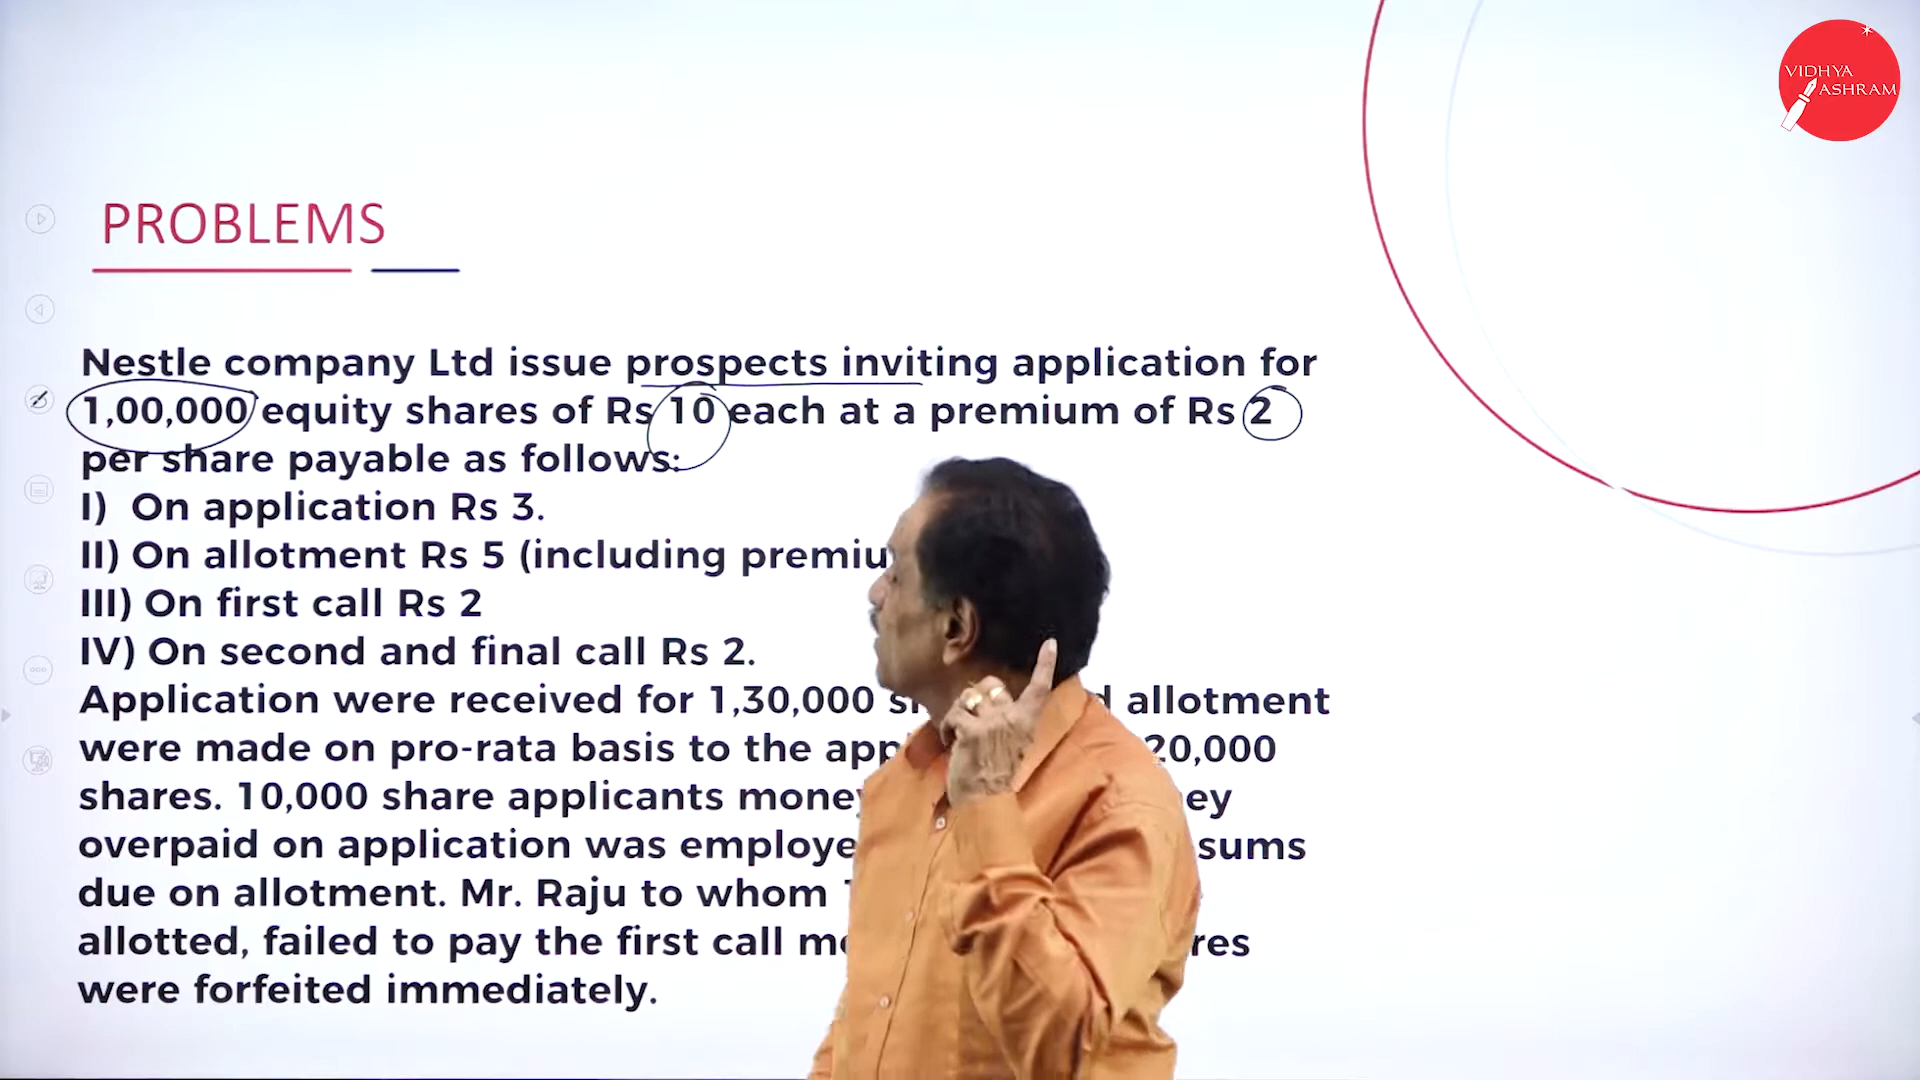 VIDHYA
ASHRAM
PROBLEMS
Nestle company Ltd issue prospects inviting application for
1,00,000 equity shares of Rs 10 each at a premium of Rs 2
per share payable as follows:
I) On application Rs 3.
II) On allotment Rs 5 (including
III) On first call Rs 2
IV) On second and final call Rs 2.
Application were received for 1,30,000 allotment
were made on pro-rata basis to the 20,000
shares. 10,000 share applicants money
overpaid on application was sums
due on allotment. Mr. Raju to whom
allotted, failed to pay the first call
were forfeited immediately.